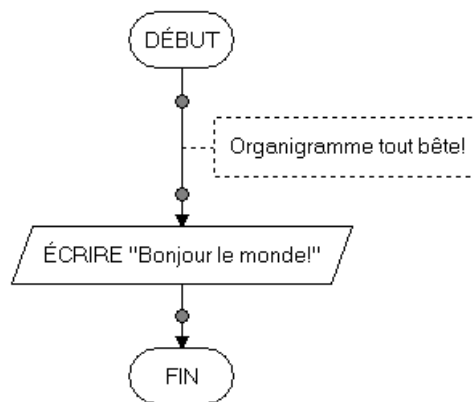 DÉBUT
Organigramme tout bête!
ÉCRIRE "Bonjour le monde!"
FIN